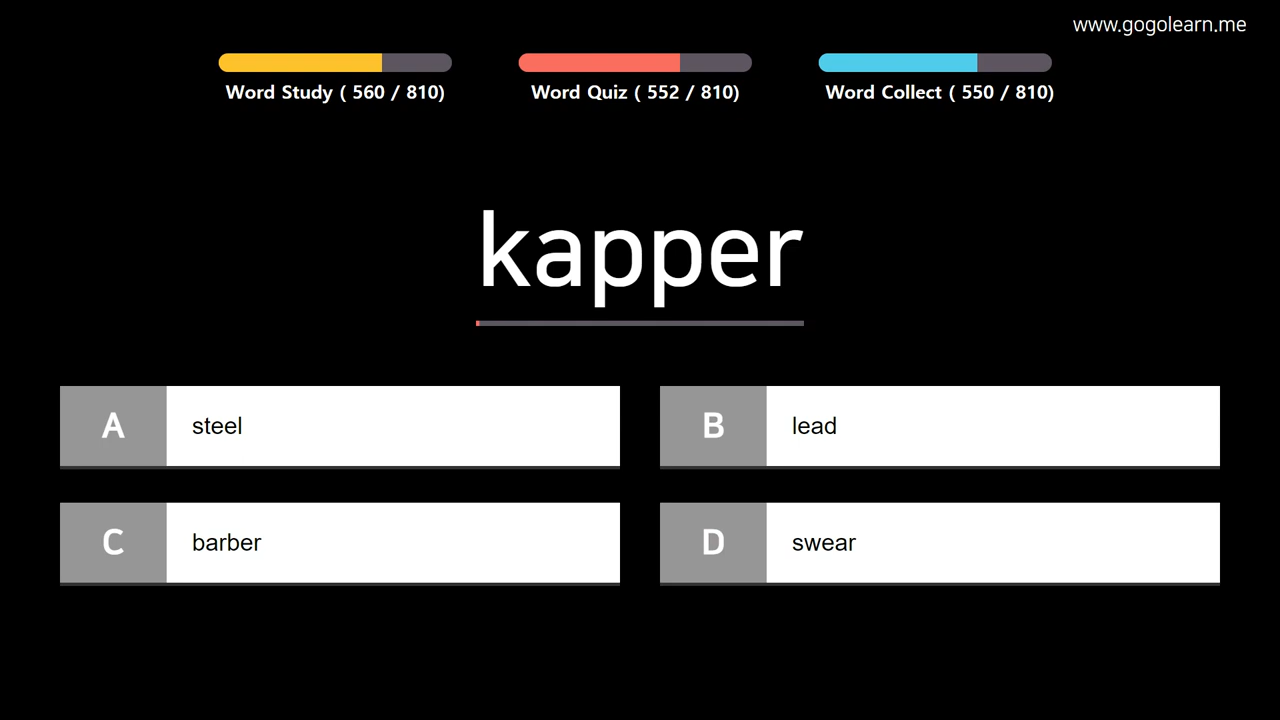 www.gogolearn.me
Word Study ( 560 / 810)
Word Quiz ( 552 / 810)
Word Collect ( 550 / 810)
kapper
A steel
B lead
C barber
D swear